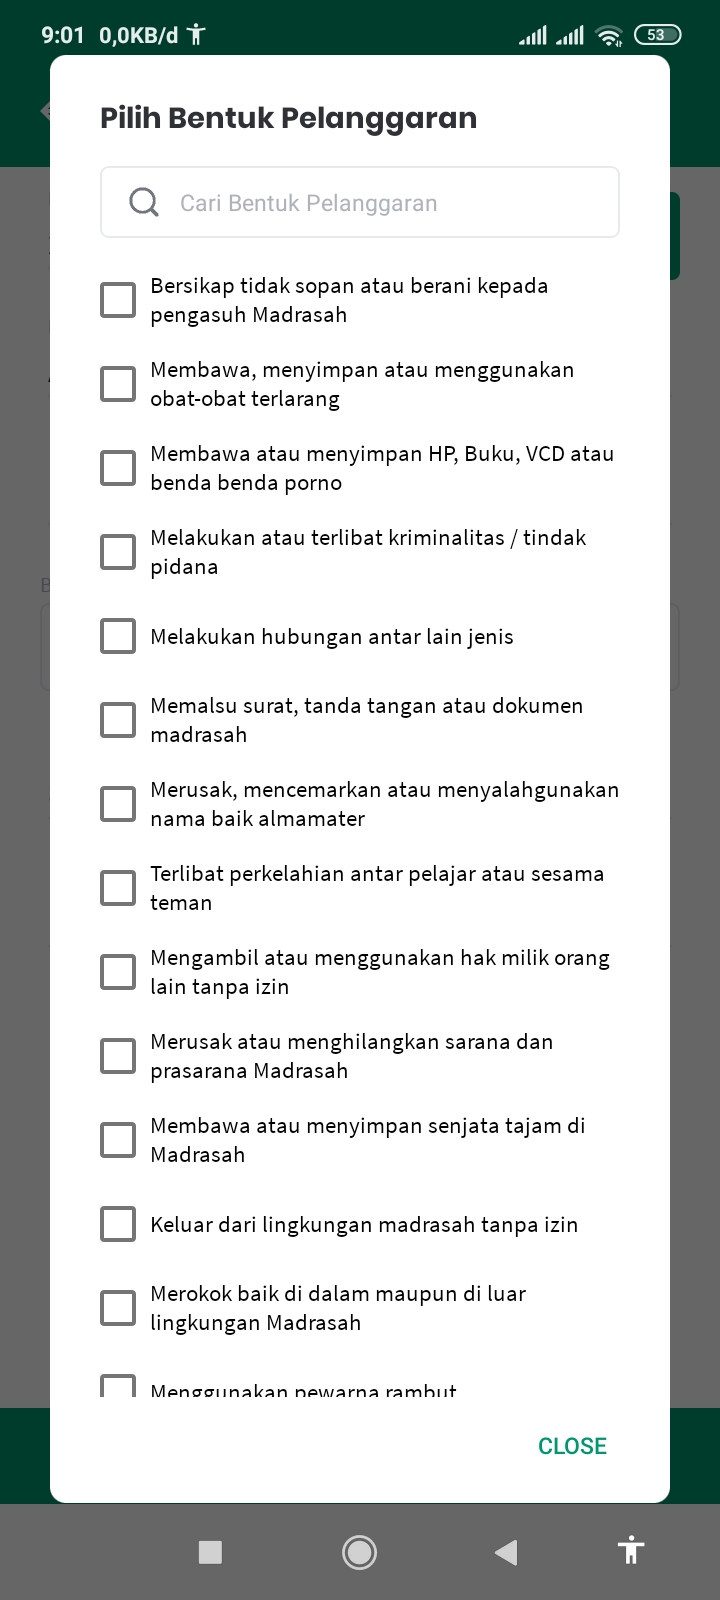 9:01 0,0KB/d 53
Pilih Bentuk Pelanggaran
Cari Bentuk Pelanggaran
Bersikap tidak sopan atau berani kepada
pengasuh Madrasah
Membawa, menyimpan atau menggunakan
obat-obat terlarang
Membawa atau menyimpan HP, Buku, VCD atau
benda benda porno
Melakukan atau terlibat kriminalitas / tindak
pidana
Melakukan hubungan antar lain jenis
Memalsu surat, tanda tangan atau dokumen
madrasah
Merusak, mencemarkan atau menyalahgunakan
nama baik almamater
Terlibat perkelahian antar pelajar atau sesama
teman
Mengambil atau menggunakan hak milik orang
lain tanpa izin
Merusak atau menghilangkan sarana dan
prasarana Madrasah
Membawa atau menyimpan senjata tajam di
Madrasah
Keluar dari lingkungan madrasah tanpa izin
Merokok baik di dalam maupun di luar
lingkungan Madrasah
Menggunakan pewarna rambut
CLOSE